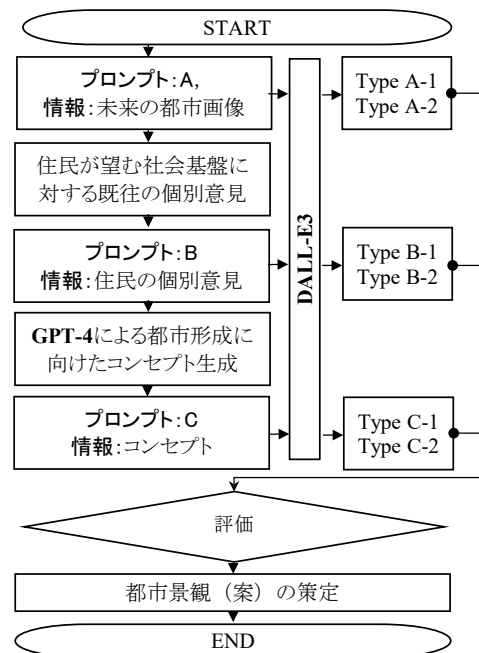 START
プロンプト:A,
情報:未来の都市画像
Type A-1
Type A-2
住民が望む社会基盤に
対する既往の個別意見
DALL-E3
プロンプト:B
情報:住民の個別意見
Type B-1
Type B-2
GPT-4による都市形成に
向けたコンセプト生成
プロンプト:C
情報:コンセプト
Type C-1
Type C-2
評価
都市景観（案）の策定
END